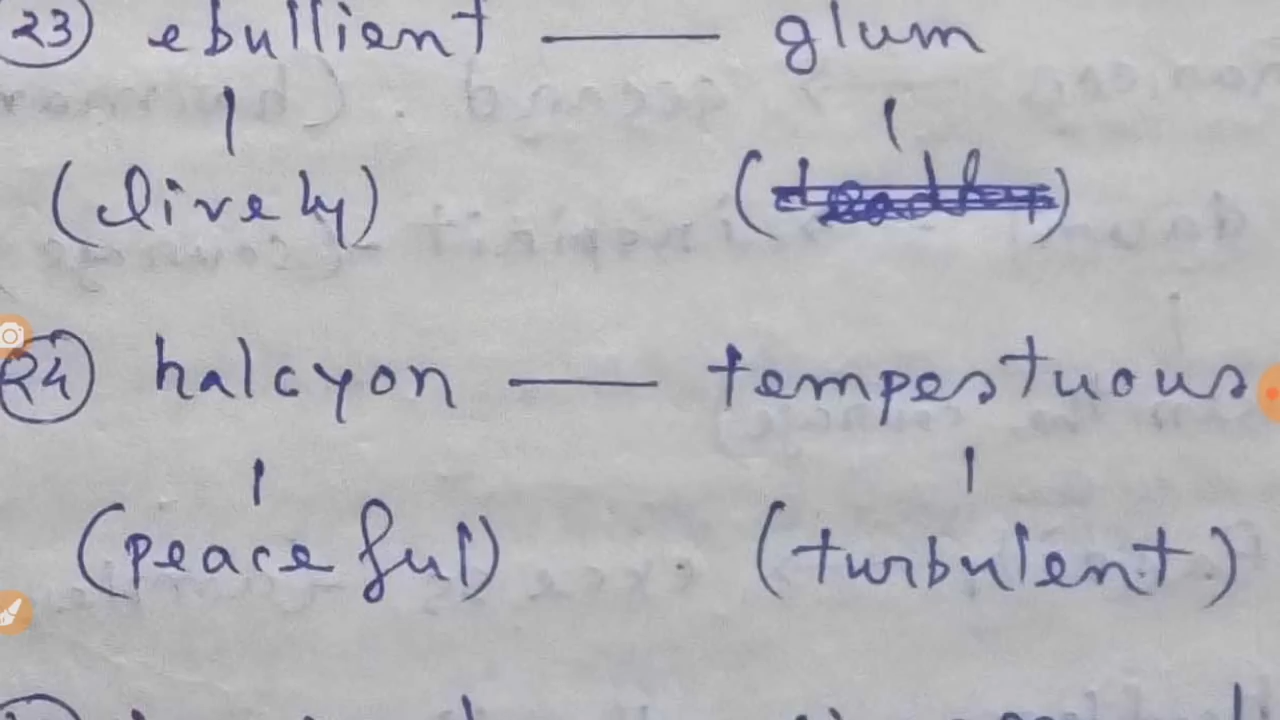 23 ebullient — glum
(lively) ()
24 halcyon — tempestuous
(peaceful) (turbulent)